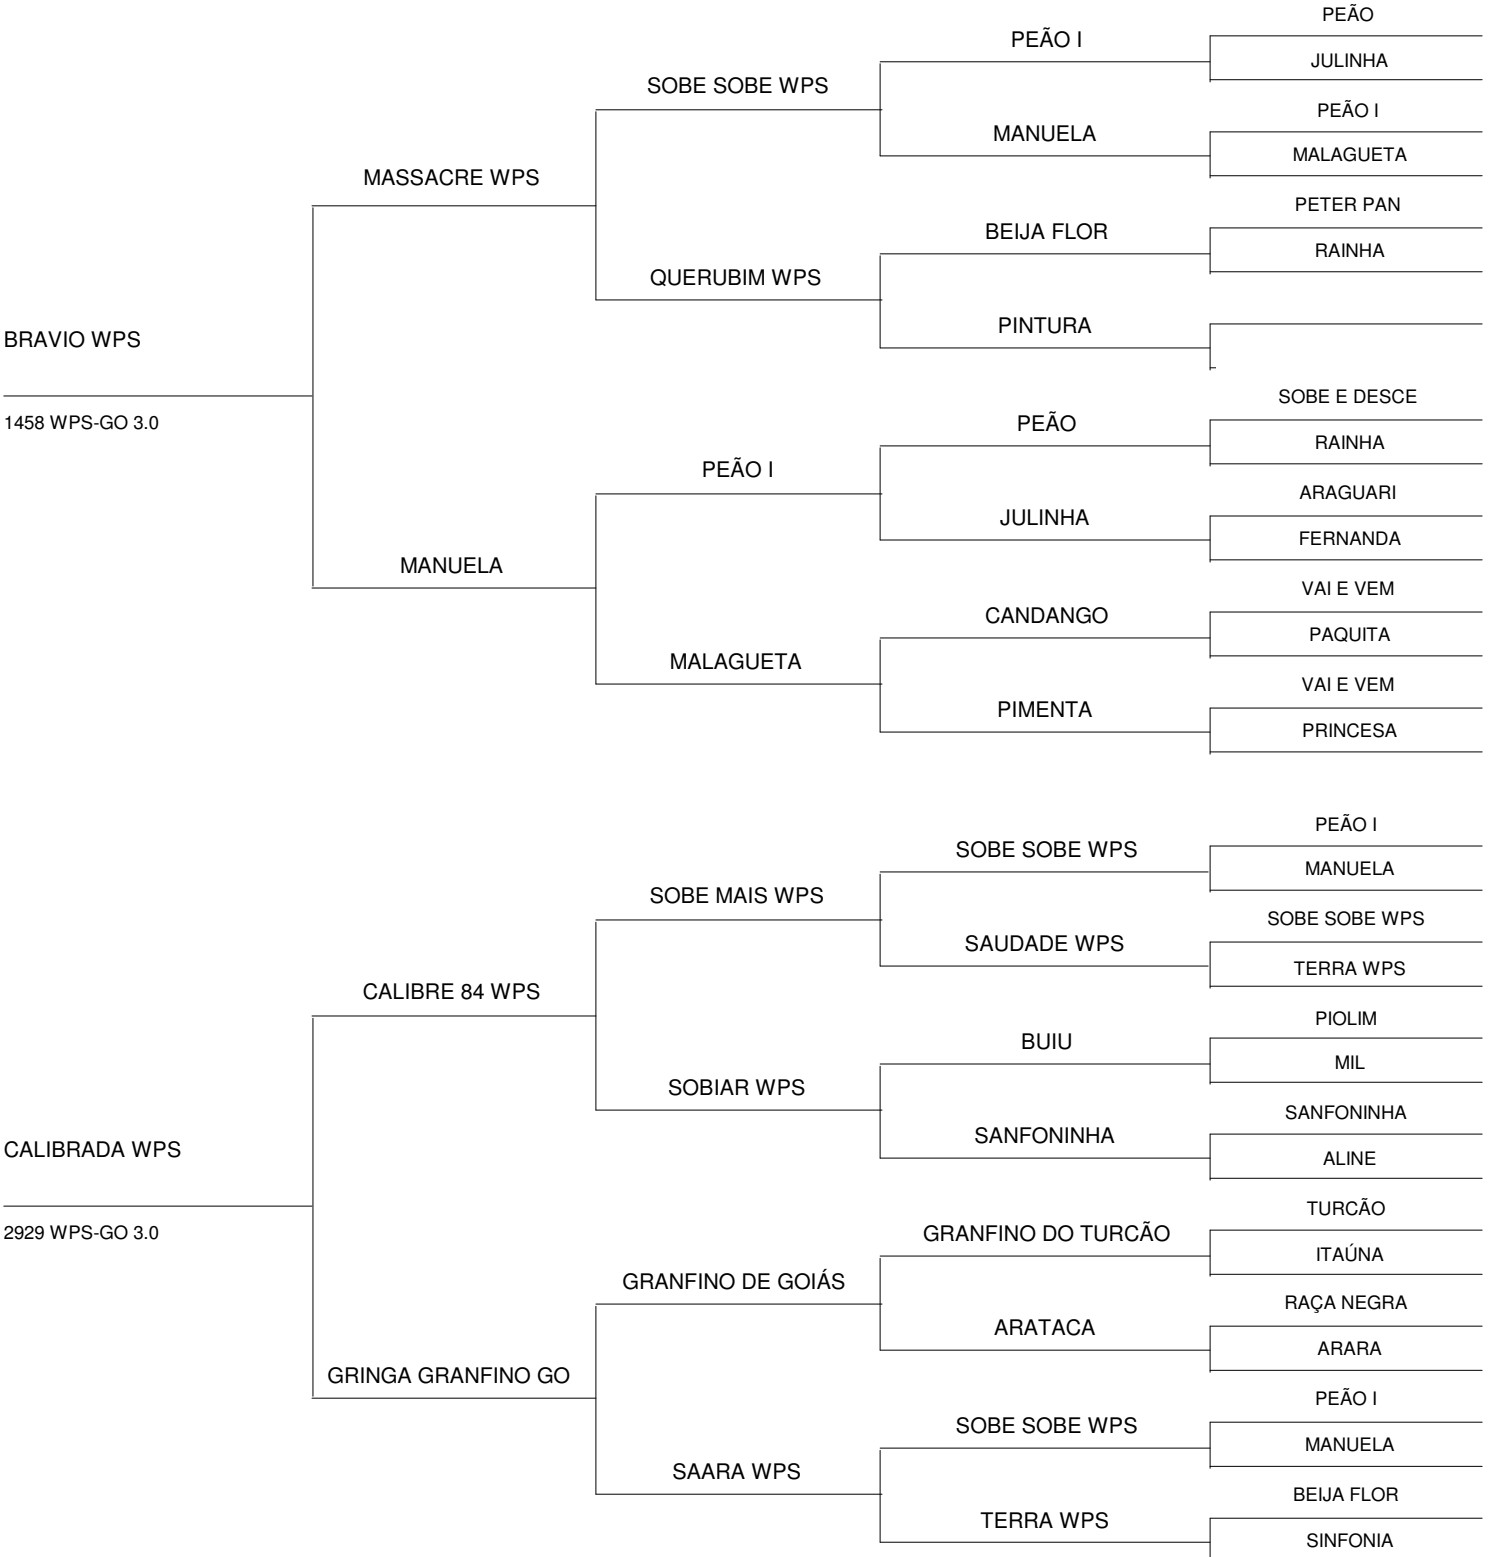 PEÃO
PEÃO I
JULINHA
SOBE SOBE WPS
PEÃO I
MANUELA
MALAGUETA
MASSACRE WPS
PETER PAN
BEIJA FLOR
RAINHA
QUERUBIM WPS
PINTURA
BRAVIO WPS
SOBE E DESCE
1458 WPS-GO 3.0
PEÃO
RAINHA
PEÃO I
ARAGUARI
JULINHA
FERNANDA
MANUELA
VAI E VEM
CANDANGO
PAQUITA
MALAGUETA
VAI E VEM
PIMENTA
PRINCESA
PEÃO I
SOBE SOBE WPS
MANUELA
SOBE MAIS WPS
SOBE SOBE WPS
SAUDADE WPS
TERRA WPS
CALIBRE 84 WPS
PIOLIM
BUIU
MIL
SOBIAR WPS
SANFONINHA
SANFONINHA
ALINE
CALIBRADA WPS
TURCÃO
2929 WPS-GO 3.0
GRANFINO DO TURCÃO
ITAÚNA
GRANFINO DE GOIÁS
RAÇA NEGRA
ARATACA
ARARA
GRINGA GRANFINO GO
PEÃO I
SOBE SOBE WPS
MANUELA
SAARA WPS
BEIJA FLOR
TERRA WPS
SINFONIA